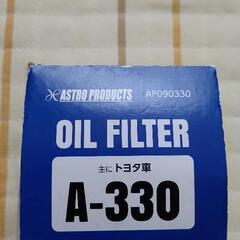 ASTRO PRODUCTS AP090330
OIL FILTER
主にトヨタ車
A-330